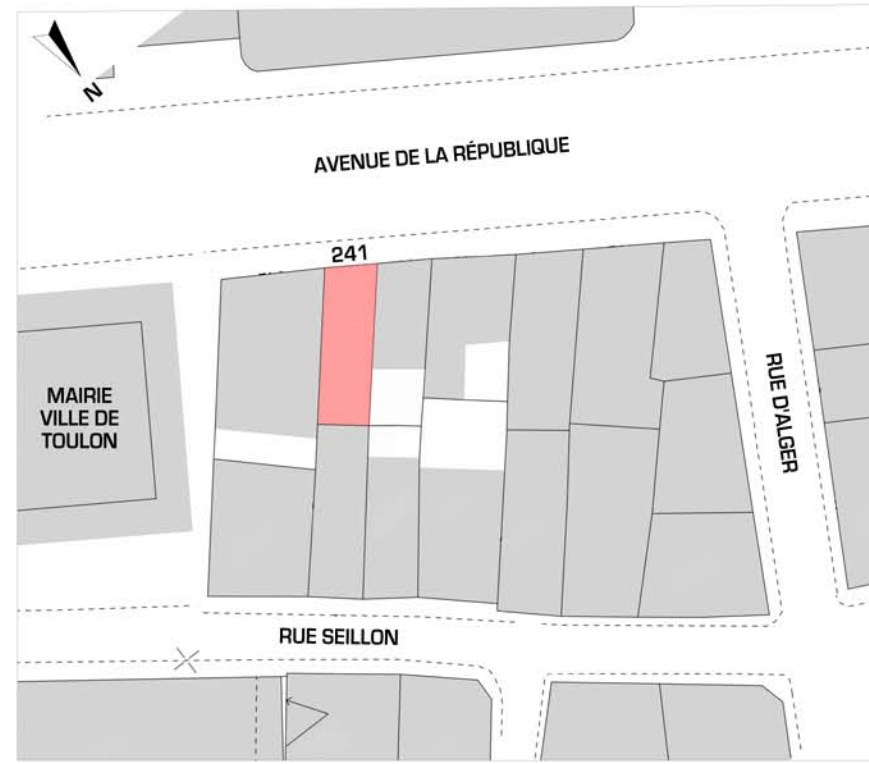 N
AVENUE DE LA RÉPUBLIQUE
241
MAIRIE
VILLE DE
TOULON
RUE D'ALGER
RUE SEILLON